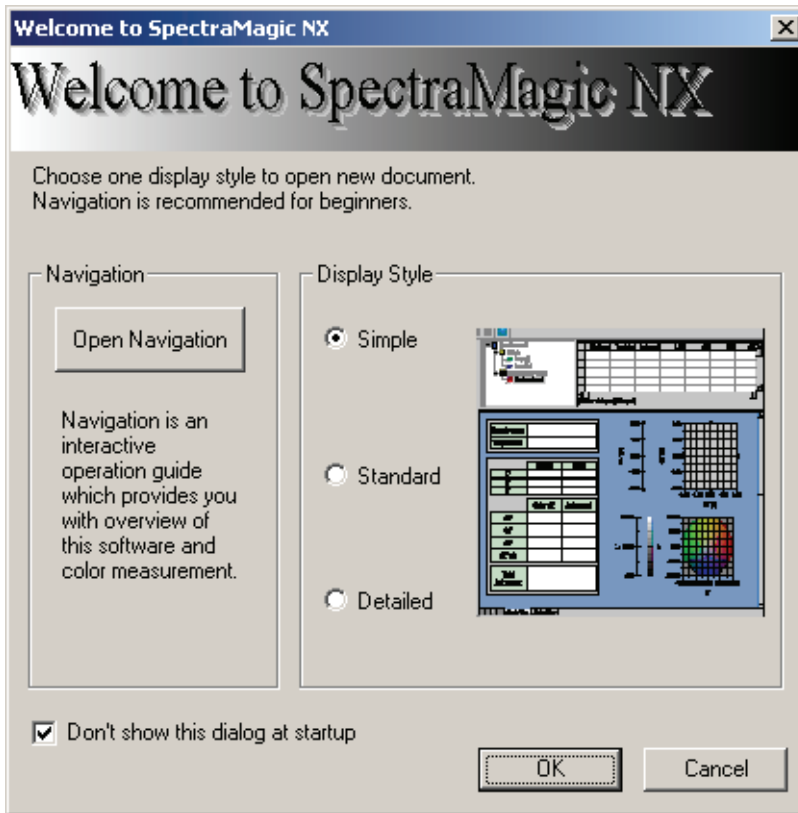 Welcome to SpectraMagic NX
Welcome to SpectraMagic NX
Choose one display style to open new document.
Navigation is recommended for beginners.
Navigation
Open Navigation
Navigation is an
interactive
operation guide
which provides you
with overview of
this software and
color measurement.
Display Style
Simple
Standard
Detailed
Don't show this dialog at startup
OK
Cancel